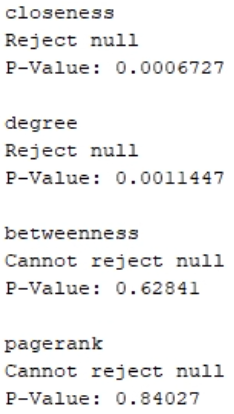 closeness
Reject null
P-Value: 0.0006727
degree
Reject null
P-Value: 0.0011447
betweenness
Cannot reject null
P-Value: 0.62841
pagerank
Cannot reject null
P-Value: 0.84027